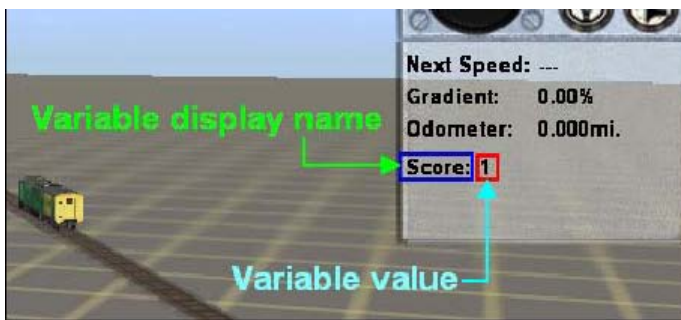 Next Speed: ---
Gradient: 0.00%
Variable display name
Odometer: 0.000mi.
Score: 1
Variable value